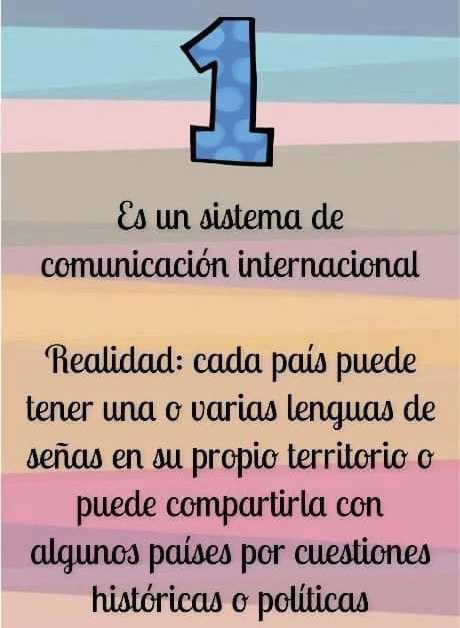 1
Es un sistema de
comunicación internacional
Realidad: cada país puede
tener una o varias lenguas de
señas en su propio territorio o
puede compartirla con
algunos países por cuestiones
históricas o políticas